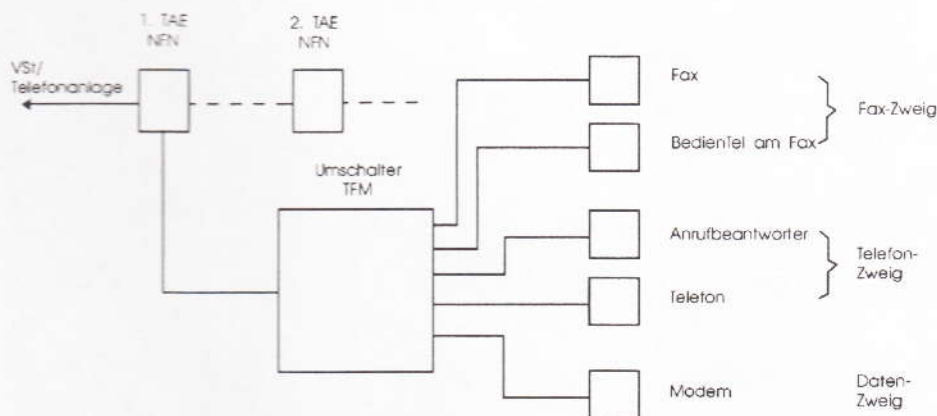 1. TAE
NFN
2. TAE
NFN
VSt/
Telefonanlage
Umschalter
TFM
Fax
BedienTel am Fax
Fax-Zweig
Anrufbeantworter
Telefon
Telefon-
Zweig
Modem
Daten-
Zweig